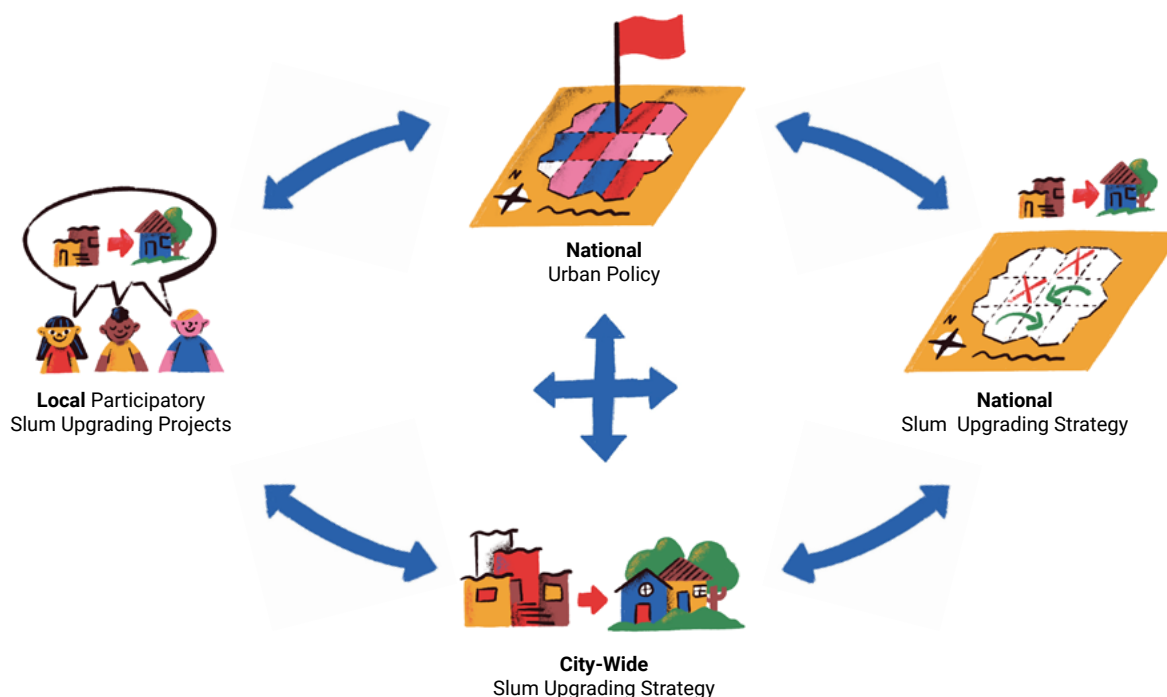 N
National
Urban Policy
N
Local Participatory
Slum Upgrading Projects
National
Slum Upgrading Strategy
City-Wide
Slum Upgrading Strategy